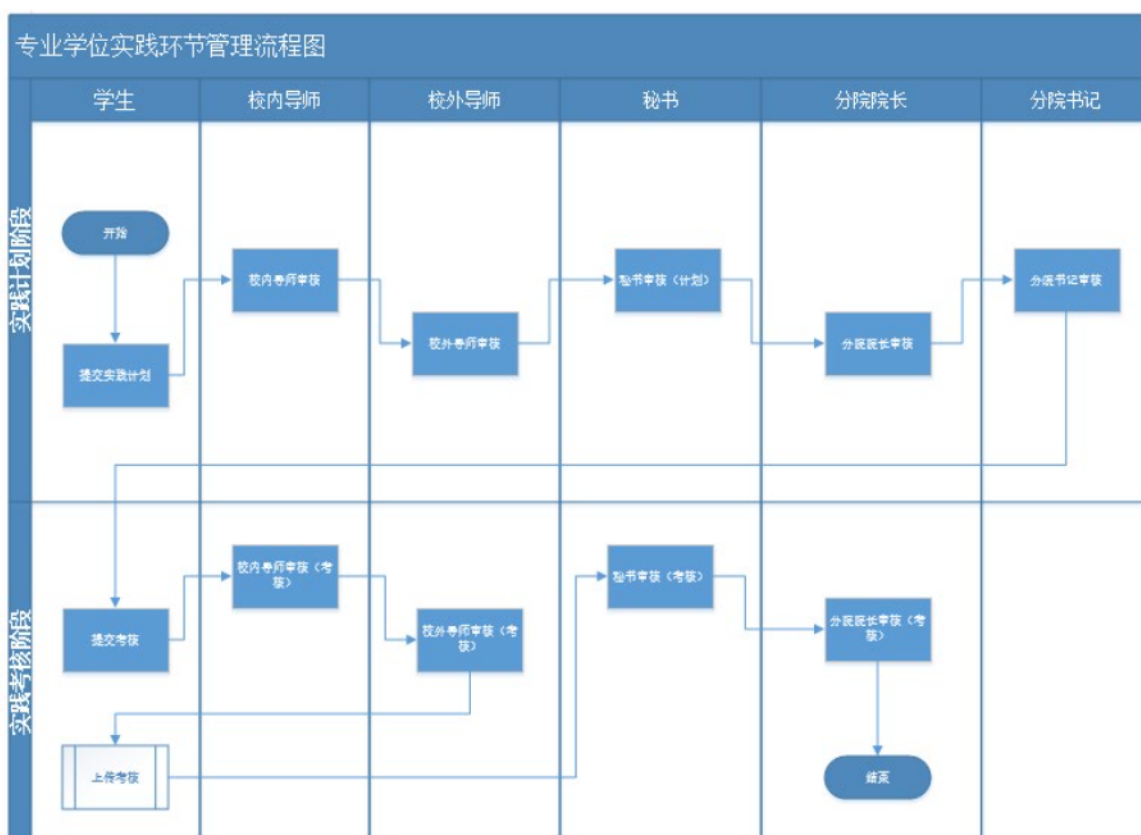 专业学位实践环节管理流程图
学生
校内导师
校外导师
秘书
分院院长
分院书记
实践计划阶段
开始
提交实践计划
校内导师审核
校外导师审核
秘书审核（计划）
分院院长审核
分院书记审核
实践考核阶段
提交考核
校内导师审核（考
核）
校外导师审核（考
核）
上传考核
秘书审核（考核）
分院院长审核（考
核）
结束